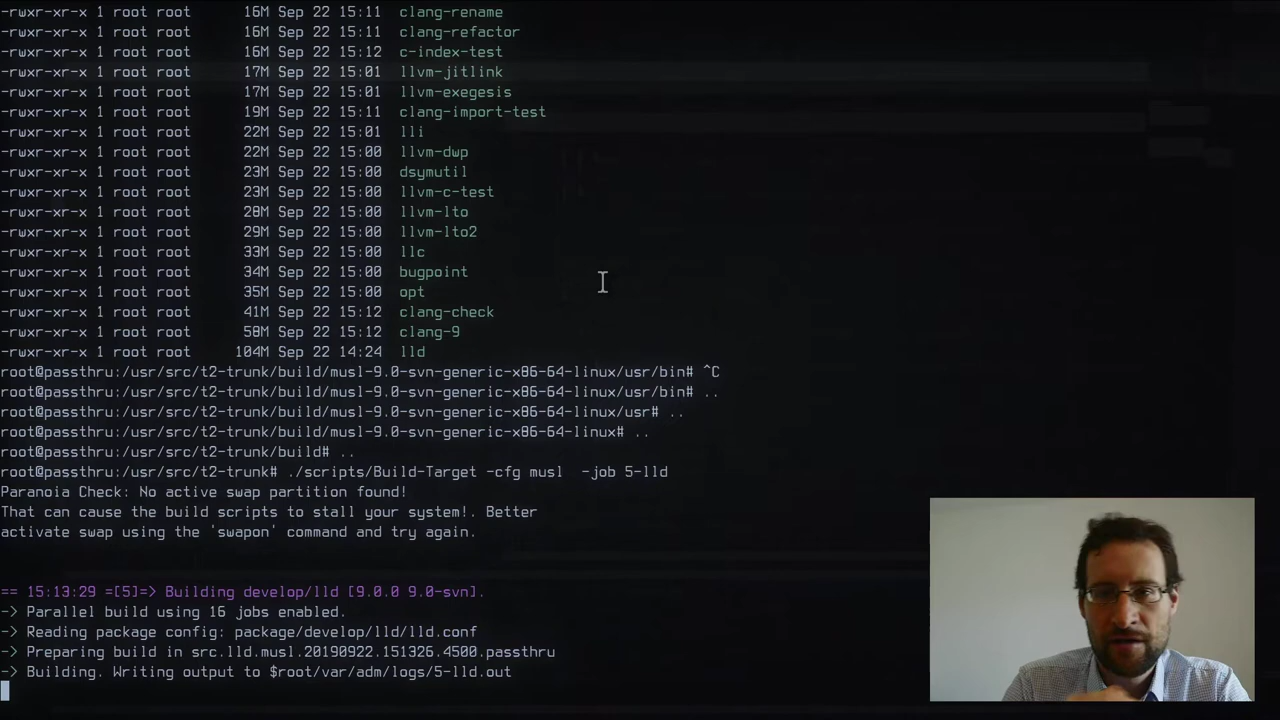 -rwxr-xr-x 1 root root 16M Sep 22 15:11 clang-rename
-rwxr-xr-x 1 root root 16M Sep 22 15:11 clang-refactor
-rwxr-xr-x 1 root root 16M Sep 22 15:12 c-index-test
-rwxr-xr-x 1 root root 17M Sep 22 15:01 llvm-jitlink
-rwxr-xr-x 1 root root 17M Sep 22 15:01 llvm-exegesis
-rwxr-xr-x 1 root root 19M Sep 22 15:11 clang-import-test
-rwxr-xr-x 1 root root 22M Sep 22 15:01 lli
-rwxr-xr-x 1 root root 22M Sep 22 15:00 llvm-dwp
-rwxr-xr-x 1 root root 23M Sep 22 15:00 dsymutil
-rwxr-xr-x 1 root root 23M Sep 22 15:00 llvm-c-test
-rwxr-xr-x 1 root root 28M Sep 22 15:00 llvm-lto
-rwxr-xr-x 1 root root 29M Sep 22 15:00 llvm-lto2
-rwxr-xr-x 1 root root 33M Sep 22 15:00 llc
-rwxr-xr-x 1 root root 34M Sep 22 15:00 bugpoint
-rwxr-xr-x 1 root root 35M Sep 22 15:00 opt
-rwxr-xr-x 1 root root 41M Sep 22 15:12 clang-check
-rwxr-xr-x 1 root root 58M Sep 22 15:12 clang-9
-rwxr-xr-x 1 root root 104M Sep 22 14:24 lld
root@passthru:/usr/src/t2-trunk/build/musl-9.0-svn-generic-x86-64-linux/usr/bin# ^C
root@passthru:/usr/src/t2-trunk/build/musl-9.0-svn-generic-x86-64-linux/usr/bin# ..
root@passthru:/usr/src/t2-trunk/build/musl-9.0-svn-generic-x86-64-linux/usr# ..
root@passthru:/usr/src/t2-trunk/build/musl-9.0-svn-generic-x86-64-linux# ..
root@passthru:/usr/src/t2-trunk/build# ..
root@passthru:/usr/src/t2-trunk# ./scripts/Build-Target -cfg musl  -job 5-lld
Paranoia Check: No active swap partition found!
That can cause the build scripts to stall your system!. Better
activate swap using the 'swapon' command and try again.
== 15:13:29 =[5]=> Building develop/lld [9.0.0 9.0-svn].
-> Parallel build using 16 jobs enabled.
-> Reading package config: package/develop/lld/lld.conf
-> Preparing build in src.lld.musl.20190922.151326.4500.passthru
-> Building. Writing output to $root/var/adm/logs/5-lld.out